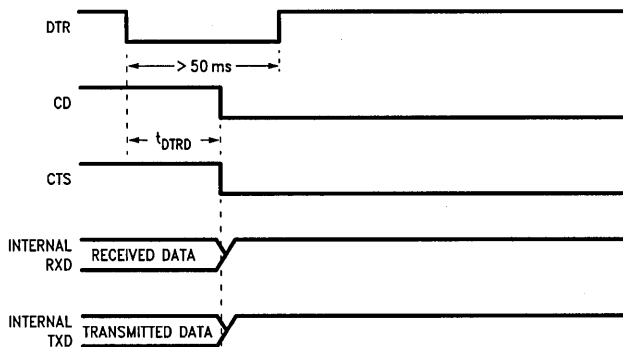 DTR
> 50 ms
CD
tDTRD
CTS
INTERNAL
RXD
RECEIVED DATA
INTERNAL
TXD
TRANSMITTED DATA